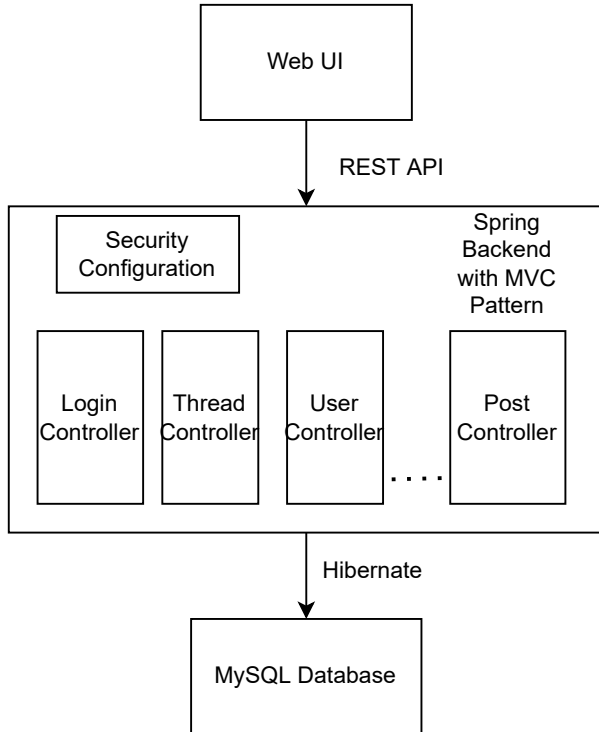 Web UI
REST API
Security
Configuration
Spring
Backend
with MVC
Pattern
Login
Controller
Thread
Controller
User
Controller
. . . .
Post
Controller
Hibernate
MySQL Database